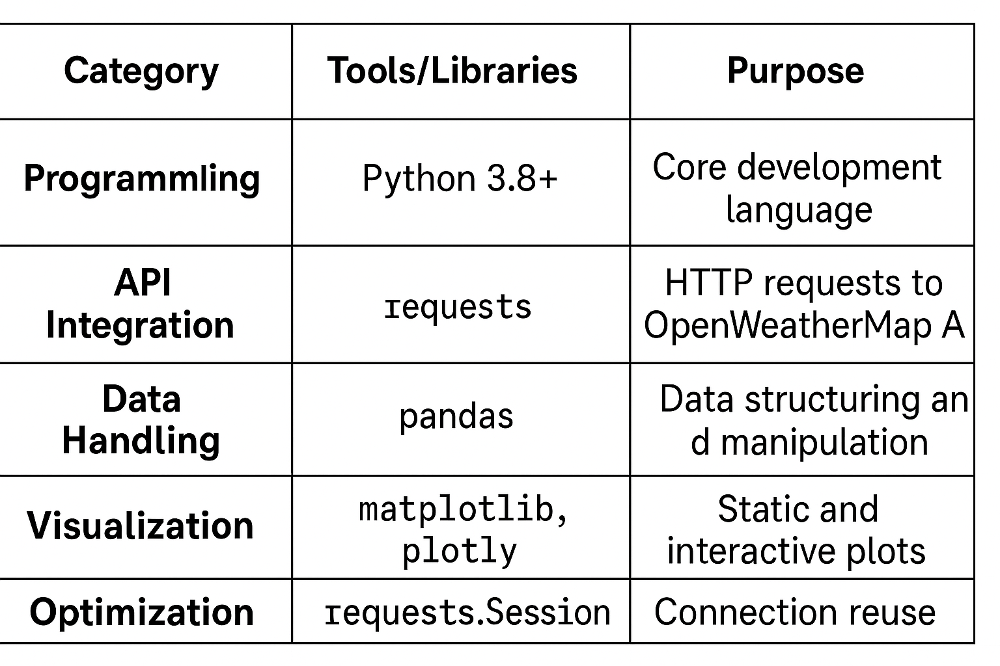 Category
Tools/Libraries
Purpose
Programmling
Python 3.8+
Core development
language
API
Integration
requests
HTTP requests to
OpenWeatherMap A
Data
Handling
pandas
Data structuring an
d manipulation
Visualization
matplotlib,
plotly
Static and
interactive plots
Optimization
requests.Session
Connection reuse